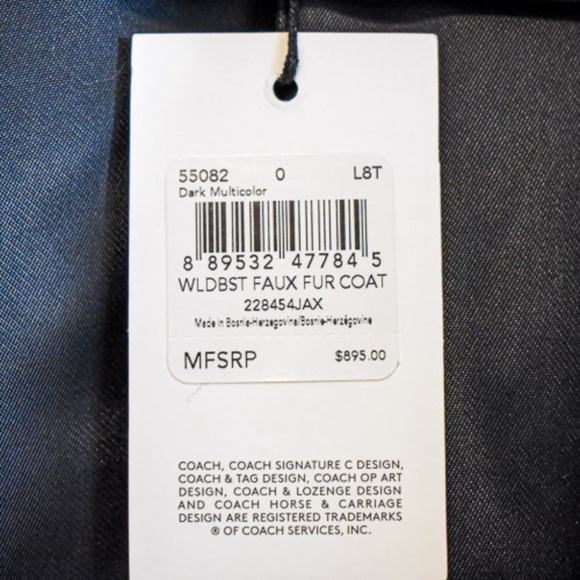 55082 0 L8T
Dark Multicolor
8 89532 47784 5
WLDBST FAUX FUR COAT
228454JAX
Made in Bosnia-Herzegovina/Bosnie-Herzégovine
MFSRP $895.00
COACH, COACH SIGNATURE C DESIGN,
COACH & TAG DESIGN, COACH OP ART
DESIGN, COACH & LOZENGE DESIGN
AND COACH HORSE & CARRIAGE
DESIGN ARE REGISTERED TRADEMARKS
® OF COACH SERVICES, INC.